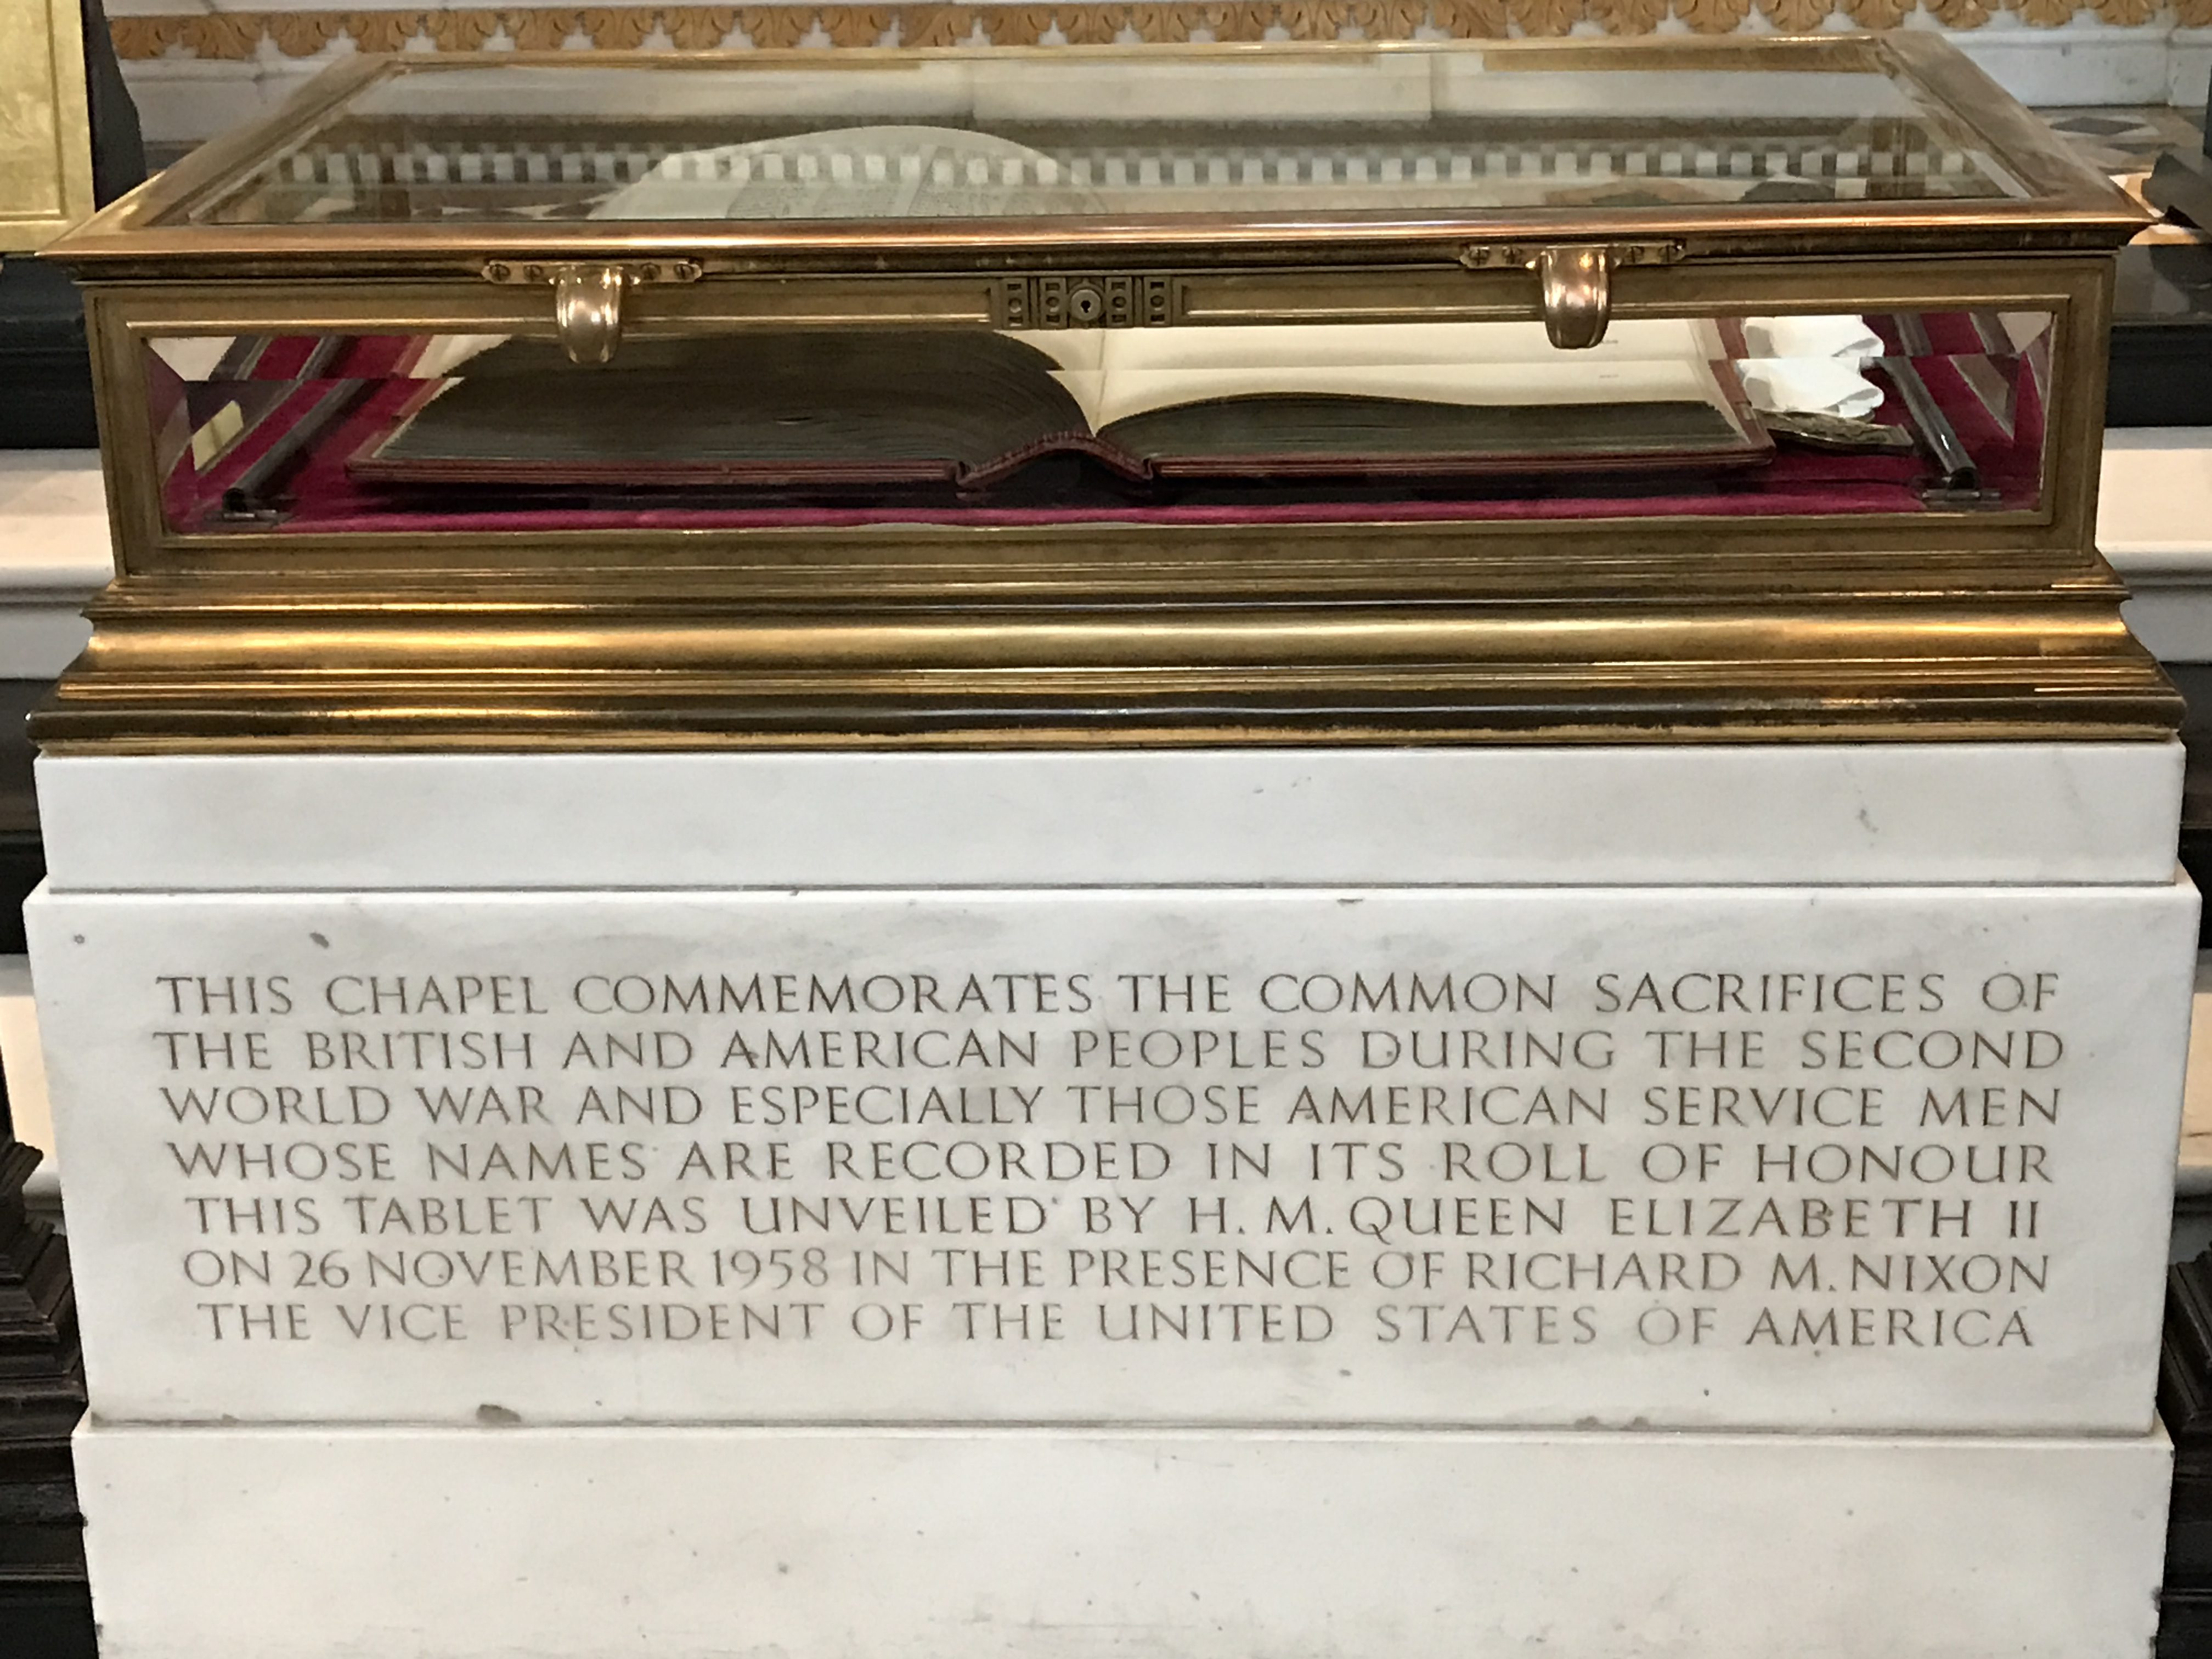 THIS CHAPEL COMMEMORATES THE COMMON SACRIFICES OF
THE BRITISH AND AMERICAN PEOPLES DURING THE SECOND
WORLD WAR AND ESPECIALLY THOSE AMERICAN SERVICE MEN
WHOSE NAMES ARE RECORDED IN ITS ROLL OF HONOUR
THIS TABLET WAS UNVEILED BY H. M. QUEEN ELIZABETH II
ON 26 NOVEMBER 1958 IN THE PRESENCE OF RICHARD M. NIXON
THE VICE PRESIDENT OF THE UNITED STATES OF AMERICA